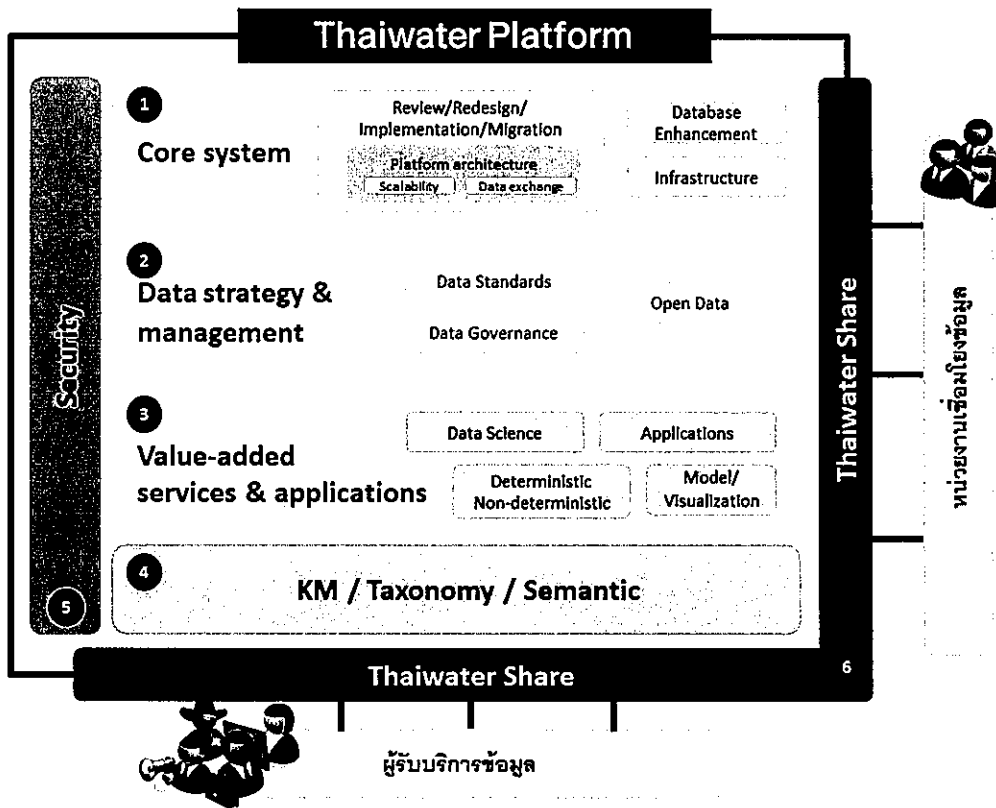 Thaiwater Platform
1
Core system
Review/Redesign/
Implementation/Migration
Platform architecture
Scalability
Data exchange
Database
Enhancement
Infrastructure
2
Data strategy &
management
Data Standards
Data Governance
Open Data
3
Value-added
services & applications
Data Science
Applications
Deterministic
Non-deterministic
Model/
Visualization
4
KM / Taxonomy / Semantic
Security
5
Thaiwater Share
6
Thaiwater Share
หน่วยงานเชื่อมโยงข้อมูล
ผู้รับบริการข้อมูล